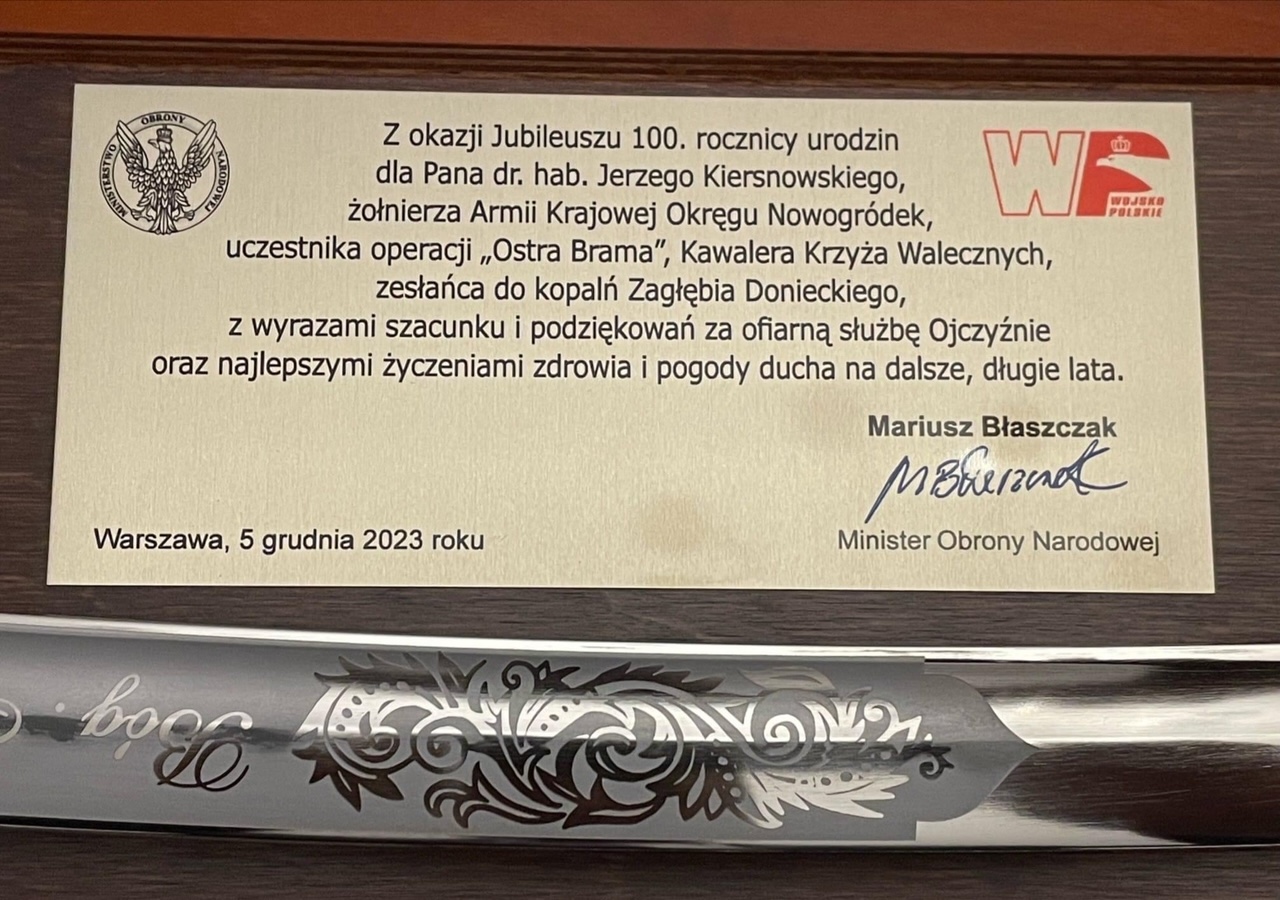 MINISTERSTWO OBRONY NARODOWEJ
WP
WOJSKO
POLSKIE
Z okazji Jubileuszu 100. rocznicy urodzin
dla Pana dr. hab. Jerzego Kiersnowskiego,
żołnierza Armii Krajowej Okręgu Nowogródek,
uczestnika operacji „Ostra Brama”, Kawalera Krzyża Walecznych,
zesłańca do kopalń Zagłębia Donieckiego,
z wyrazami szacunku i podziękowań za ofiarną służbę Ojczyźnie
oraz najlepszymi życzeniami zdrowia i pogody ducha na dalsze, długie lata.
Mariusz Błaszczak
MBłaszczak
Warszawa, 5 grudnia 2023 roku
Minister Obrony Narodowej
Bóg .